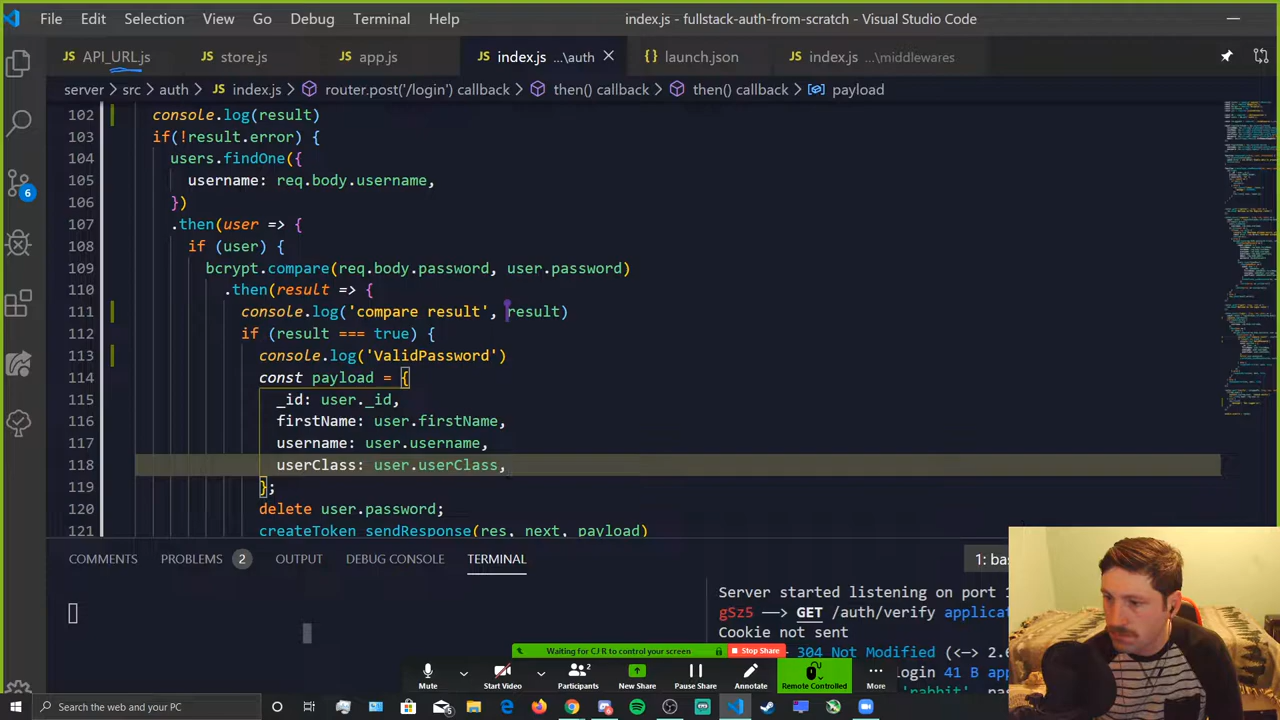 File Edit Selection View Go Debug Terminal Help index.js - fullstack-auth-from-scratch - Visual Studio Code
JS API_URL.js JS store.js JS app.js JS index.js ...\auth {} launch.json JS index.js ...\middlewares
server > src > auth > JS index.js > router.post('/login') callback > then() callback > then() callback > payload
102 console.log(result)
103 if(!result.error) {
104 users.findOne({
105 username: req.body.username,
106 })
107 .then(user => {
108 if (user) {
109 bcrypt.compare(req.body.password, user.password)
110 .then(result => {
111 console.log('compare result', result)
112 if (result === true) {
113 console.log('ValidPassword')
114 const payload = {
115 _id: user._id,
116 firstName: user.firstName,
117 username: user.username,
118 userClass: user.userClass,
119 };
120 delete user.password;
121 createToken sendResponse(res, next, payload)
6
COMMENTS PROBLEMS 2 OUTPUT DEBUG CONSOLE TERMINAL 1:
Server started listening on port
gSz5 —> GET /auth/verify
Cookie not sent
304 Not Modified (<—> 2.
41 B
'rabbit'
Waiting for CJ R to control your screen Stop Share
Mute Start Video Participants 2 New Share Pause Share Annotate Remote Controlled More
Search the web and your PC